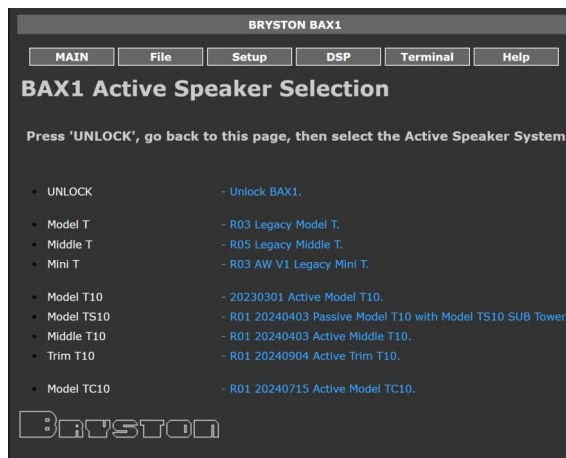 BRYSTON BAX1
MAIN File Setup DSP Terminal Help
BAX1 Active Speaker Selection
Press 'UNLOCK', go back to this page, then select the Active Speaker System
UNLOCK - Unlock BAX1.
Model T - R03 Legacy Model T.
Middle T - R05 Legacy Middle T.
Mini T - R03 AW V1 Legacy Mini T.
Model T10 - 20230301 Active Model T10.
Model TS10 - R01 20240403 Passive Model T10 with Model TS10 SUB Tower
Middle T10 - R01 20240403 Active Middle T10.
Trim T10 - R01 20240904 Active Trim T10.
Model TC10 - R01 20240715 Active Model TC10.
BRYSTON